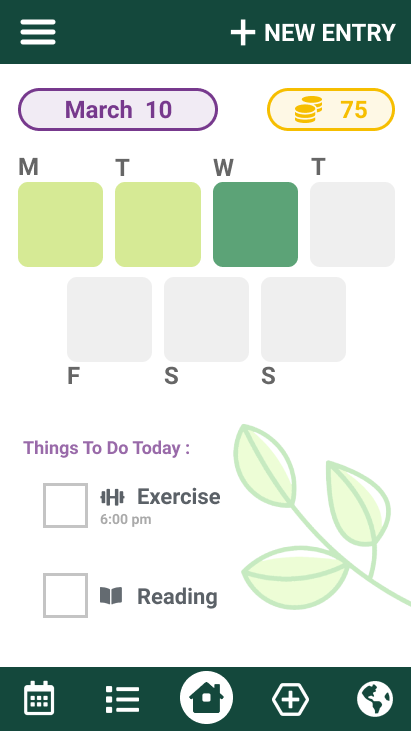 NEW ENTRY
March 10
75
M T W T
F S S
Things To Do Today :
Exercise
6:00 pm
Reading